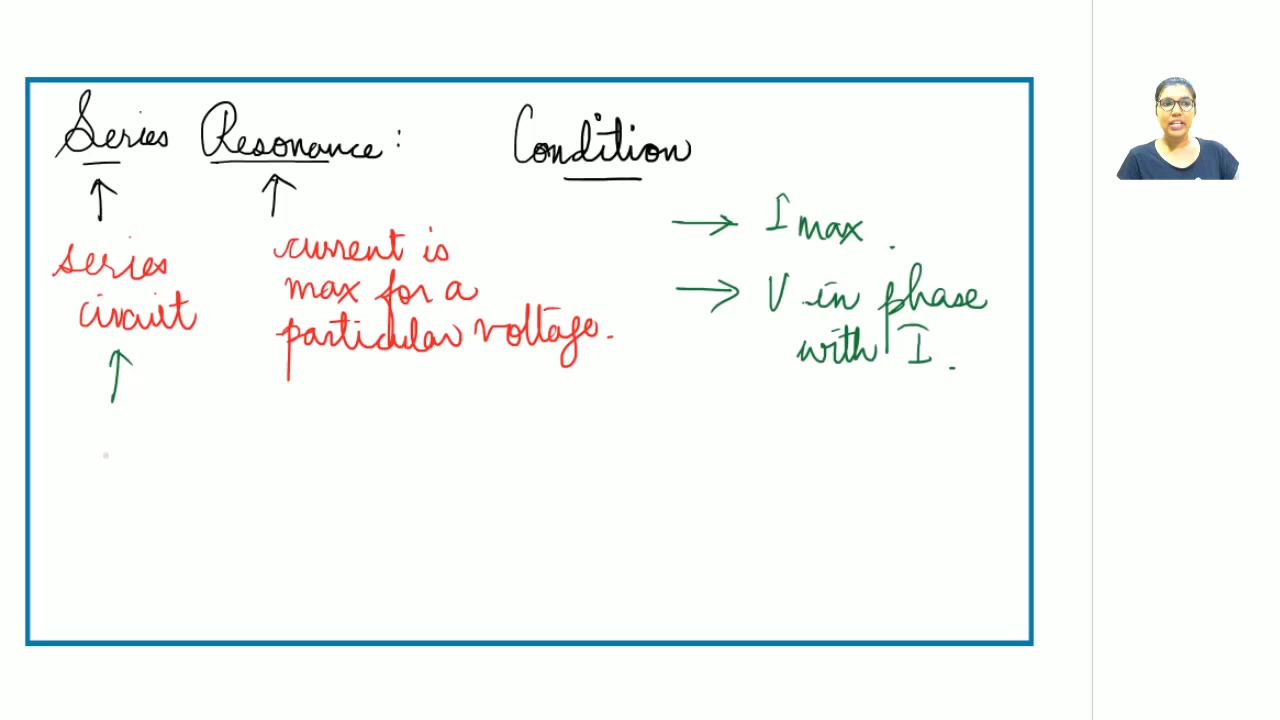 Series Resonance: Condition
series
circuit
current is
max for a
particular voltage.
→ I max.
→ V in phase
with I.